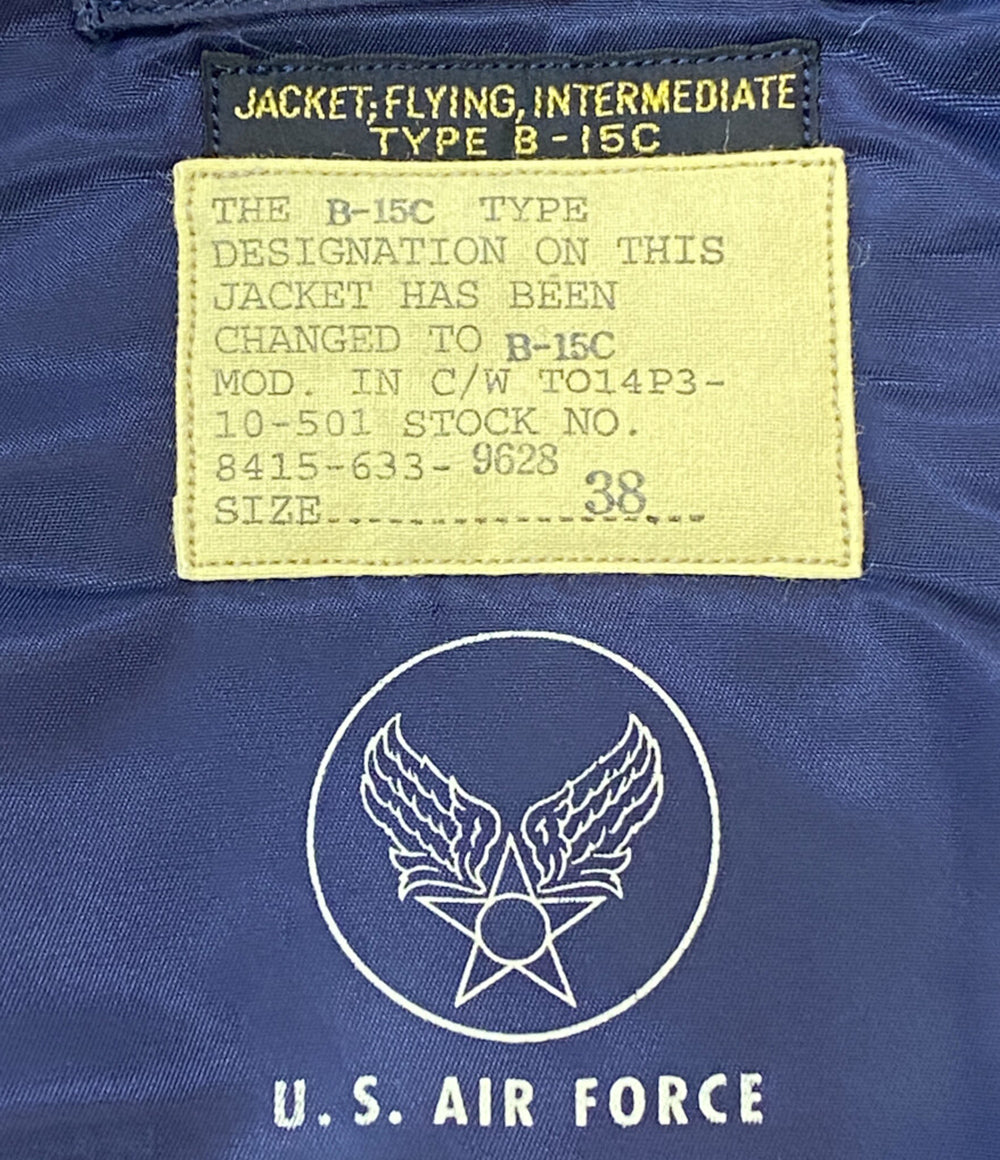 JACKET; FLYING, INTERMEDIATE
TYPE B-15C
THE B-15C TYPE
DESIGNATION ON THIS
JACKET HAS BEEN
CHANGED TO B-15C
MOD. IN C/W TO14P3-
10-501 STOCK NO.
8415-633-9628
SIZE 38
U. S. AIR FORCE